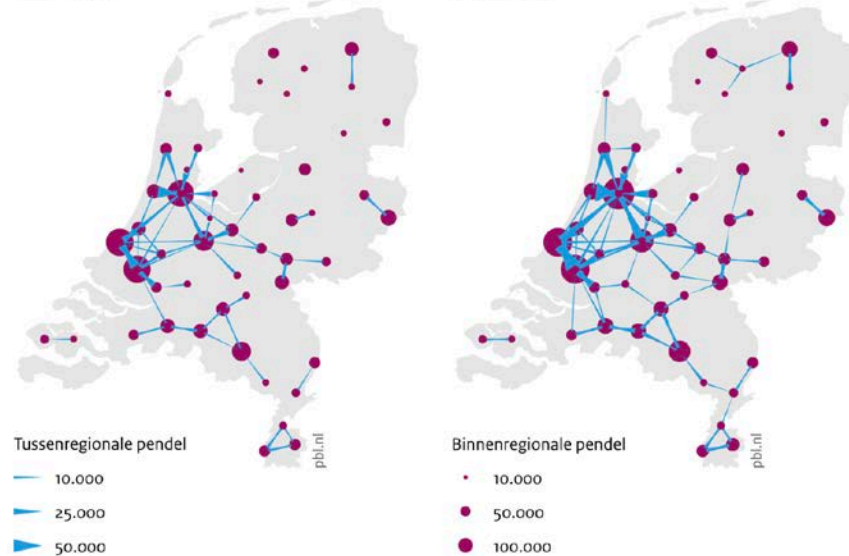 Tussenregionale pendel
10.000
25.000
50.000
pbl.nl
Binnenregionale pendel
10.000
50.000
100.000
pbl.nl